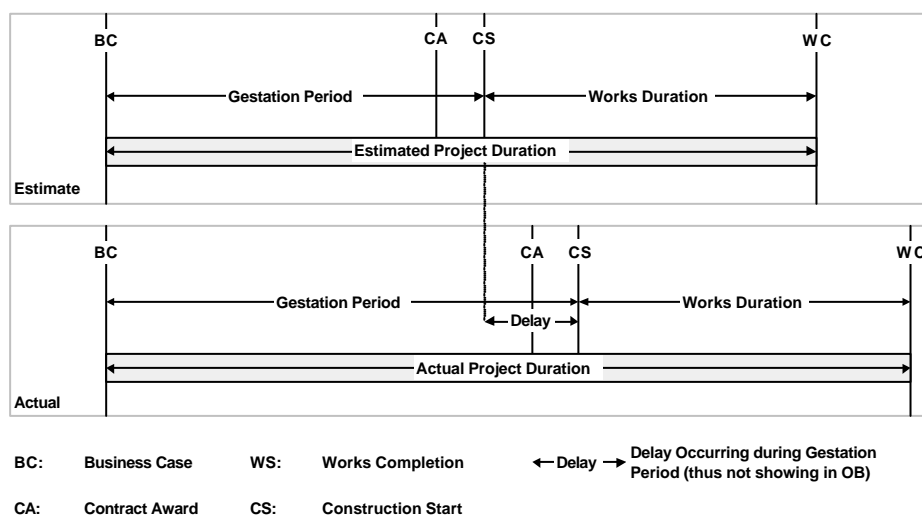 BC CA CS WC
Gestation Period Works Duration
Estimated Project Duration
Estimate
BC CA CS WC
Gestation Period Works Duration
Delay
Actual Project Duration
Actual
BC: Business Case WS: Works Completion Delay Delay Occurring during Gestation
Period (thus not showing in OB)
CA: Contract Award CS: Construction Start